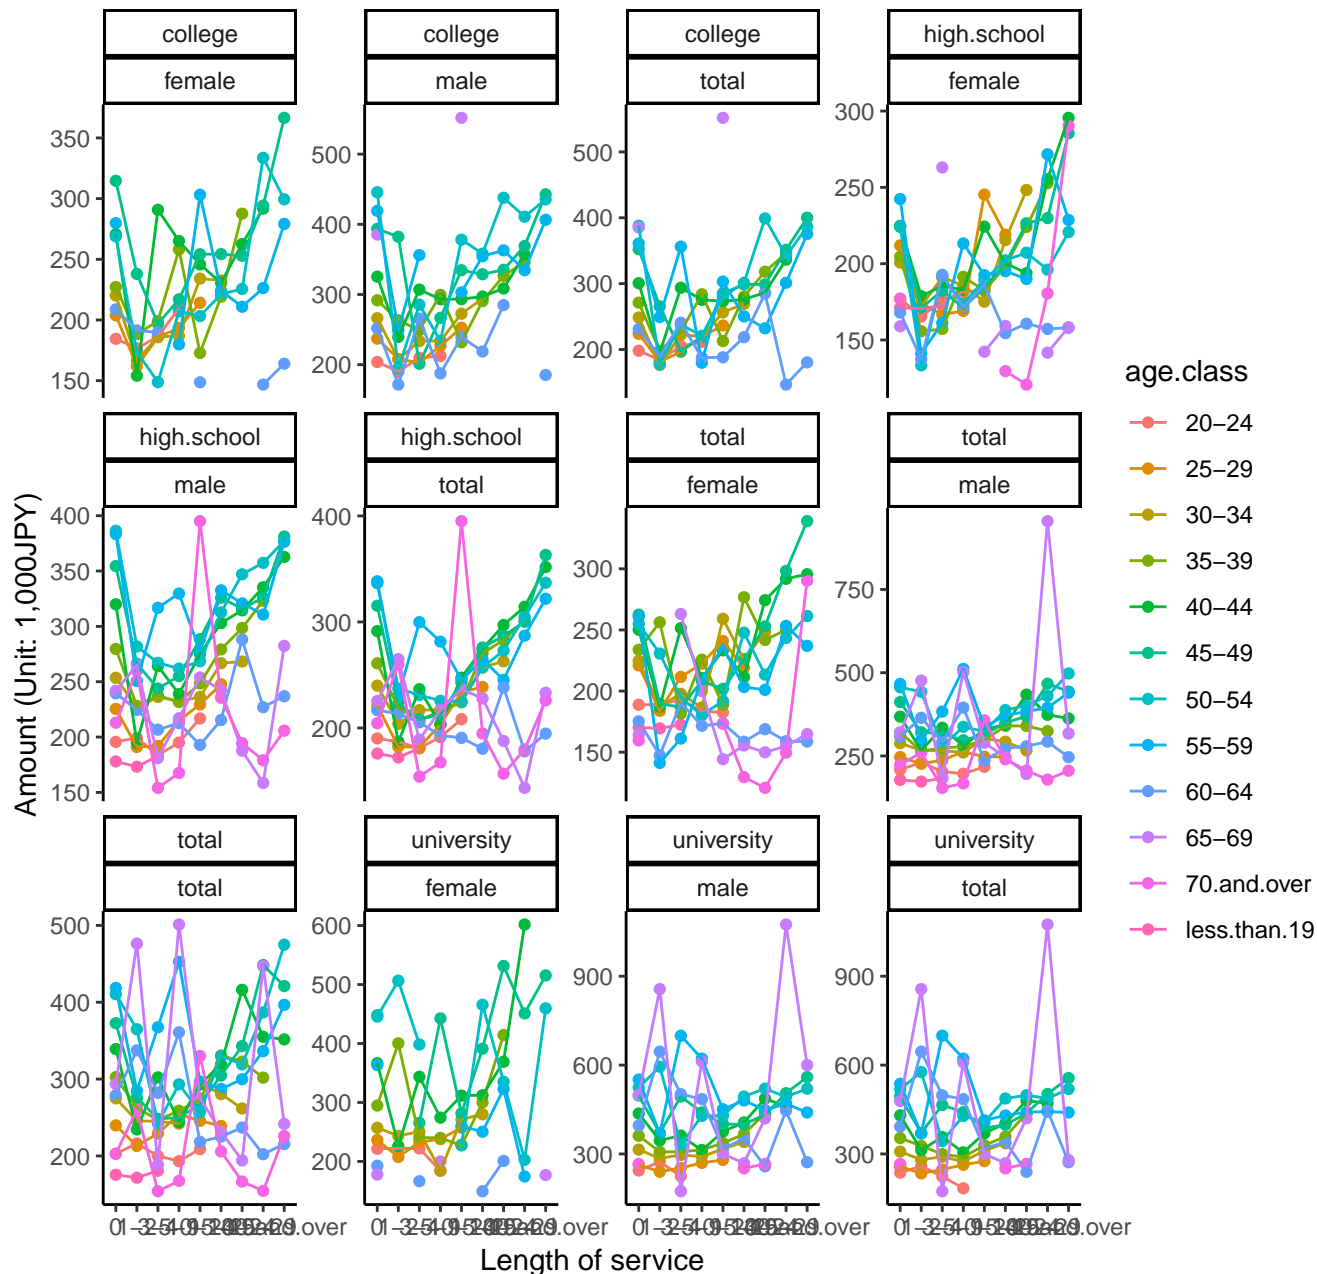 college
college
college
high.school
female
male
total
female
350
300
250
200
150
500
400
300
200
500
400
300
200
300
250
200
150
high.school
high.school
total
total
male
total
female
male
400
350
300
250
200
150
400
300
200
300
250
200
150
750
500
250
total
university
university
university
total
female
male
total
500
400
300
200
600
500
400
300
200
900
600
300
900
600
300
Length of service
Amount (Unit: 1,000JPY)
age.class
20−24
25−29
30−34
35−39
40−44
45−49
50−54
55−59
60−64
65−69
70.and.over
less.than.19